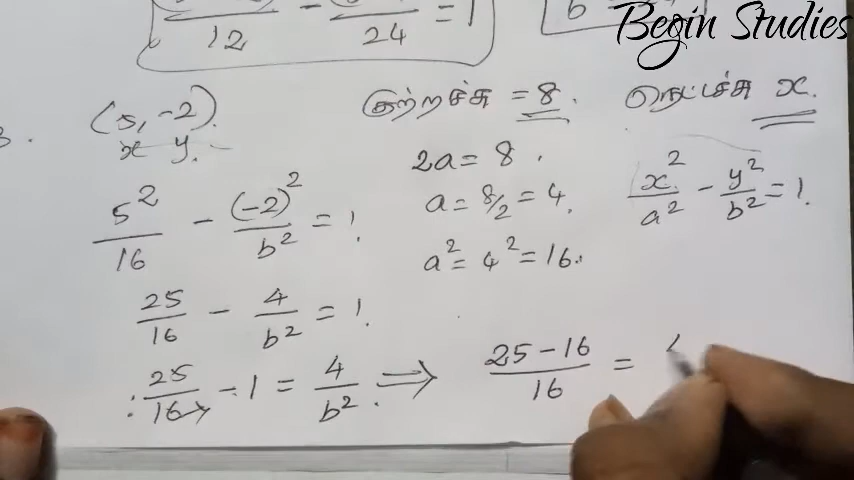 12 - 24 = 1
b
Begin Studies
3. (5, -2) குற்றச்சு = 8. நெட்டச்சு x.
x y.
2a = 8.
x²/a² - y²/b² = 1.
5²/16 - (-2)²/b² = 1.
a = 8/2 = 4.
a² = 4² = 16.
25/16 - 4/b² = 1.
25/16 - 1 = 4/b². ⟹ 25-16/16 =